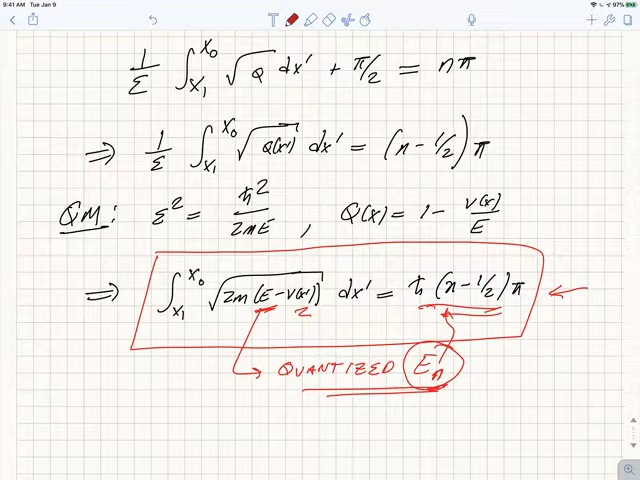 9:41 AM Tue Jan 9 97%
1/ε ∫_{x₁}^{x₀} √Q dx' + π/2 = nπ
⇒ 1/ε ∫_{x₁}^{x₀} √Q(x') dx' = (n - 1/2) π
QM: ε² = ħ²/2mE , Q(x) = 1 - V(x)/E
⇒ ∫_{x₁}^{x₀} √2m(E - V(x')) dx' = ħ (n - 1/2) π ←
→ QUANTIZED Eₙ